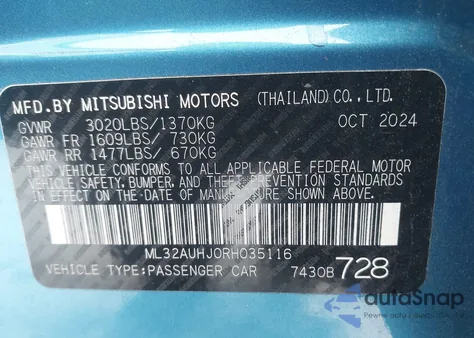 MFD.BY MITSUBISHI MOTORS (THAILAND)CO.,LTD.
GVWR 3020LBS/1370KG OCT 2024
GAWR FR 1609LBS/ 730KG
GAWR RR 1477LBS/ 670KG
THIS VEHICLE CONFORMS TO ALL APPLICABLE FEDERAL MOTOR
VEHICLE SAFETY, BUMPER, AND THEFT PREVENTION STANDARDS
IN EFFECT ON THE DATE OF MANUFACTURE SHOWN ABOVE.
ML32AUHJ0RH035116
VEHICLE TYPE:PASSENGER CAR 7430B 728
autoSnap
Pewny zakup